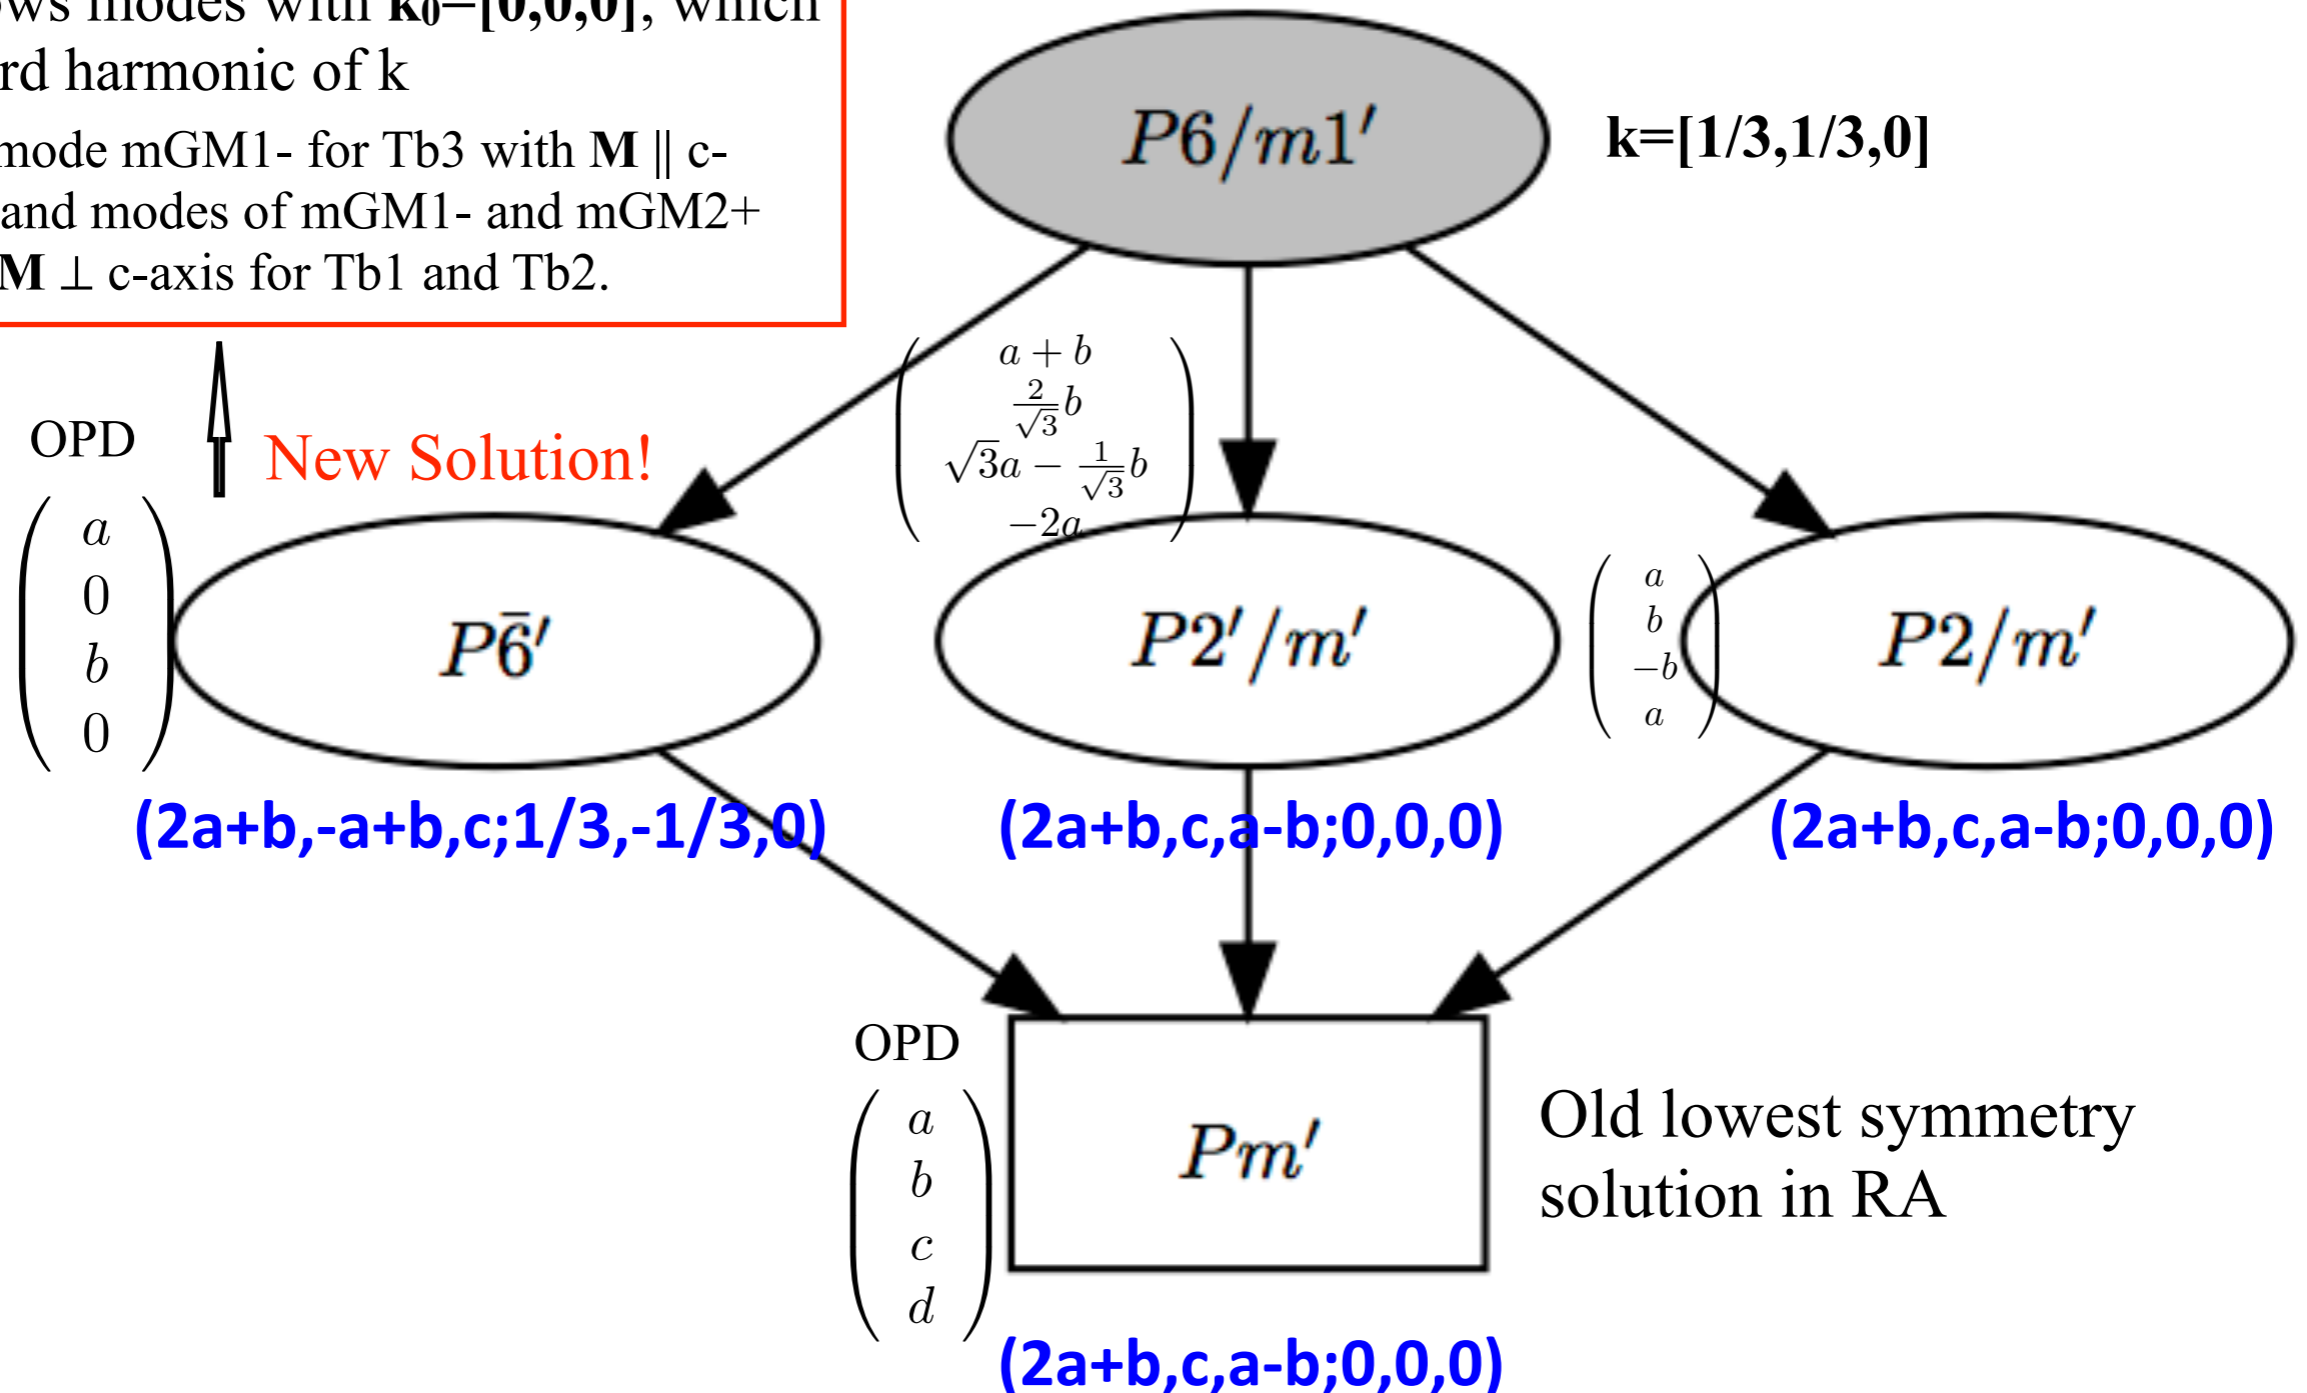 ows modes with k₀=[0,0,0], which
rd harmonic of k
mode mGM1- for Tb3 with M ∥ c-
and modes of mGM1- and mGM2+
M ⊥ c-axis for Tb1 and Tb2.
P6/m1′
k=[1/3,1/3,0]
OPD
New Solution!
a
0
b
0
a + b
2/√3 b
√3a − 1/√3 b
−2a
a
b
−b
a
P6̄′
P2′/m′
P2/m′
(2a+b,-a+b,c;1/3,-1/3,0)
(2a+b,c,a-b;0,0,0)
(2a+b,c,a-b;0,0,0)
OPD
a
b
c
d
Pm′
Old lowest symmetry
solution in RA
(2a+b,c,a-b;0,0,0)